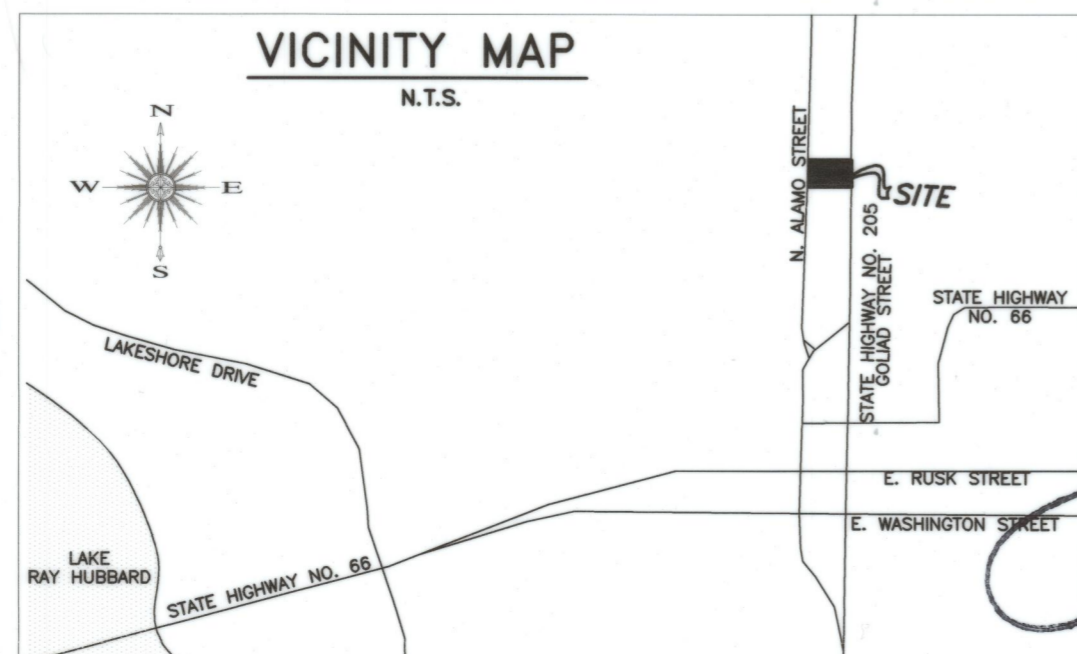 VICINITY MAP
N.T.S.
N
W
E
S
N. ALAMO STREET
SITE
STATE HIGHWAY NO. 205
GOLIAD STREET
STATE HIGHWAY
NO. 66
LAKESHORE DRIVE
E. RUSK STREET
E. WASHINGTON STREET
LAKE
RAY HUBBARD
STATE HIGHWAY NO. 66